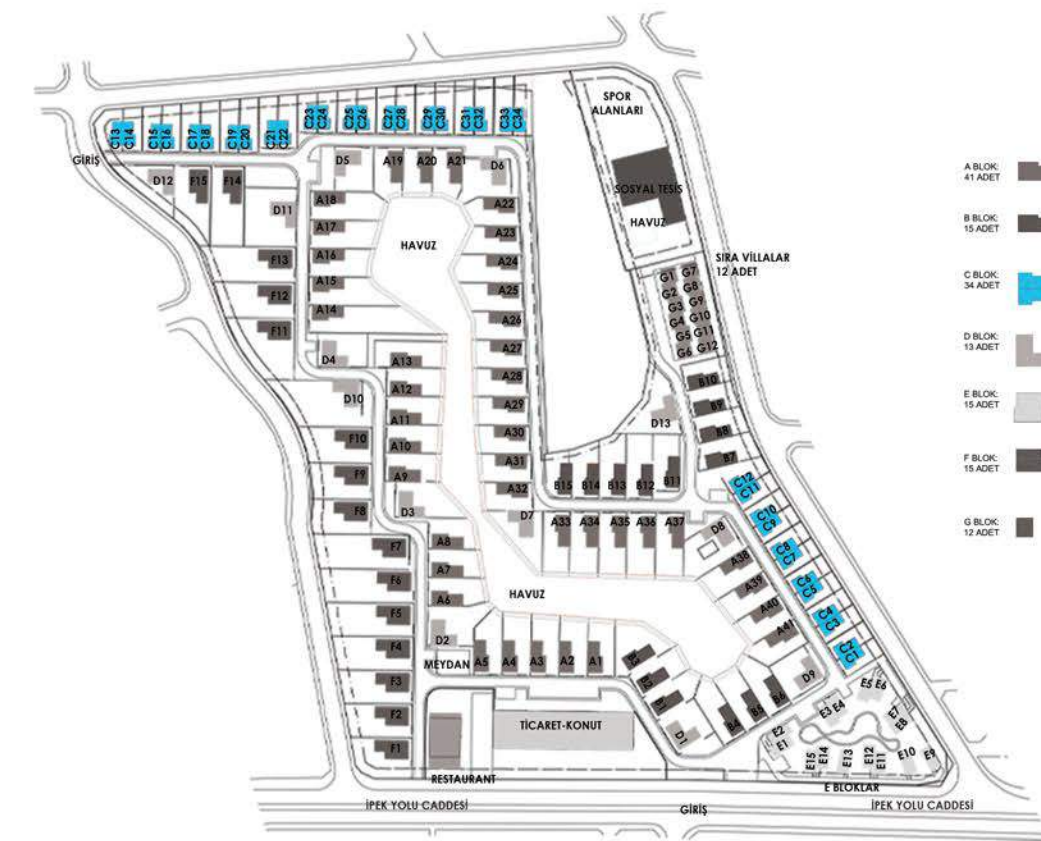 SPOR
ALANLARI
SOSYAL TESİS
HAVUZ
SIRA VİLLALAR
12 ADET
GİRİŞ
C13
C14
C15
C16
C17
C18
C19
C20
C21
C22
C23
C24
C25
C26
C27
C28
C29
C30
C31
C32
C33
C34
D12
F15
F14
D11
D5
A19
A20
A21
D6
A18
A17
A16
A15
A14
HAVUZ
A22
A23
A24
A25
A26
A27
A28
A29
A30
A31
A32
F13
F12
F11
D4
D10
A13
A12
A11
A10
A9
D3
D7
F10
F9
F8
F7
F6
F5
F4
F3
F2
F1
A8
A7
A6
D2
HAVUZ
MEYDAN
A5
A4
A3
A2
A1
G1
G7
G2
G8
G3
G9
G4
G10
G5
G11
G6
G12
B10
B9
B8
B7
D13
B15
B14
B13
B12
B11
A33
A34
A35
A36
A37
D8
A38
A39
A40
A41
D9
C12
C11
C10
C9
C8
C7
C6
C5
C4
C3
C2
C1
B3
B2
B1
D1
B4
B5
B6
E5
E6
E3
E4
E7
E8
E2
E1
E15
E14
E13
E12
E11
E10
E9
E BLOKLAR
TİCARET-KONUT
RESTAURANT
İPEK YOLU CADDESİ
GİRİŞ
İPEK YOLU CADDESİ
A BLOK:
41 ADET
B BLOK:
15 ADET
C BLOK:
34 ADET
D BLOK:
13 ADET
E BLOK:
15 ADET
F BLOK:
15 ADET
G BLOK:
12 ADET